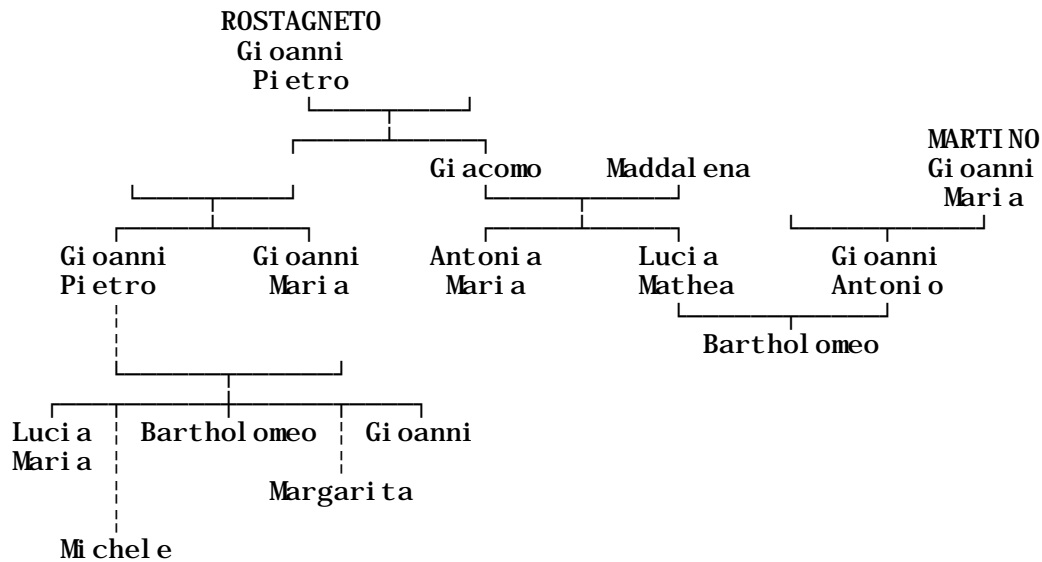 ROSTAGNETO
Gioanni
Pietro
MARTINO
Giacomo Maddalena Gioanni
Maria
Gioanni Gioanni Antonia Lucia Gioanni
Pietro Maria Maria Mathea Antonio
Bartholomeo
Lucia Bartholomeo Gioanni
Maria
Margarita
Michele